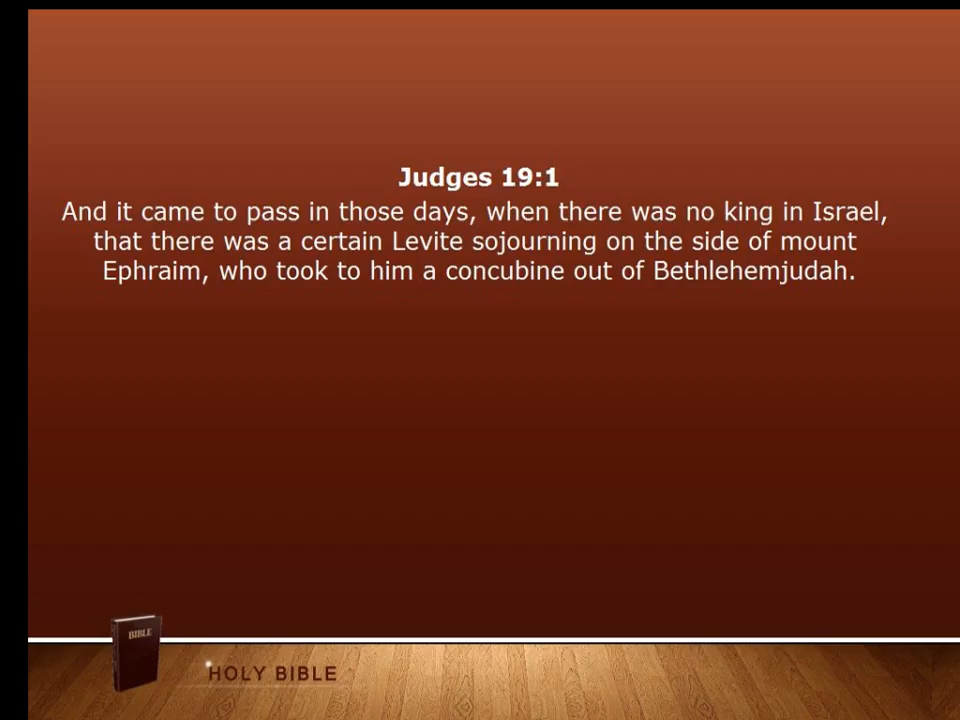 Judges 19:1
And it came to pass in those days, when there was no king in Israel,
that there was a certain Levite sojourning on the side of mount
Ephraim, who took to him a concubine out of Bethlehemjudah.
BIBLE
HOLY BIBLE